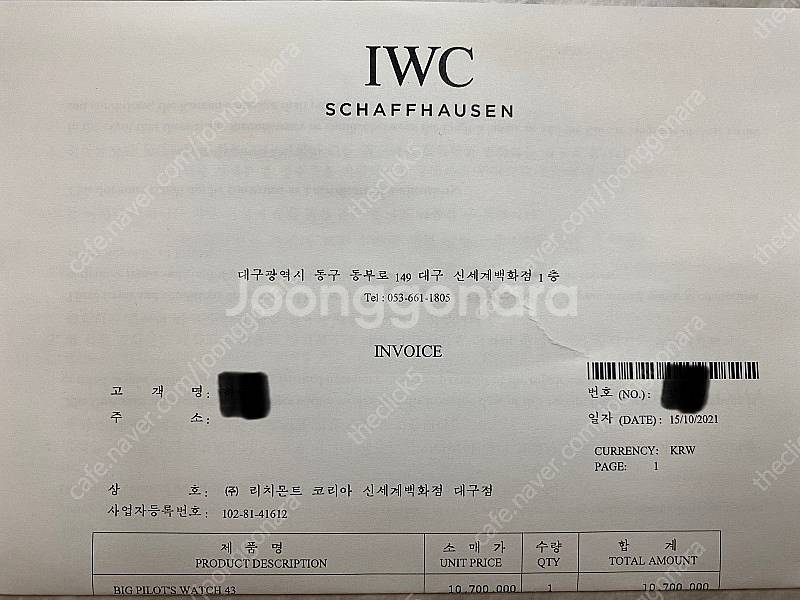 IWC
SCHAFFHAUSEN
대구광역시 동구 동부로 149 대구 신세계백화점 1층
Tel : 053-661-1805
Joonggonara
INVOICE
고 객 명 :
주 소 :
번호 (NO.) :
일자 (DATE) : 15/10/2021
CURRENCY: KRW
PAGE: 1
상 호 : ㈜ 리치몬트 코리아 신세계백화점 대구점
사업자등록번호 : 102-81-41612
제 품 명 소 매 가 수량 합 계
PRODUCT DESCRIPTION UNIT PRICE QTY TOTAL AMOUNT
BIG PILOT'S WATCH 43 10,700,000 1 10,700,000
cafe.naver.com/joonggonara
theclick5